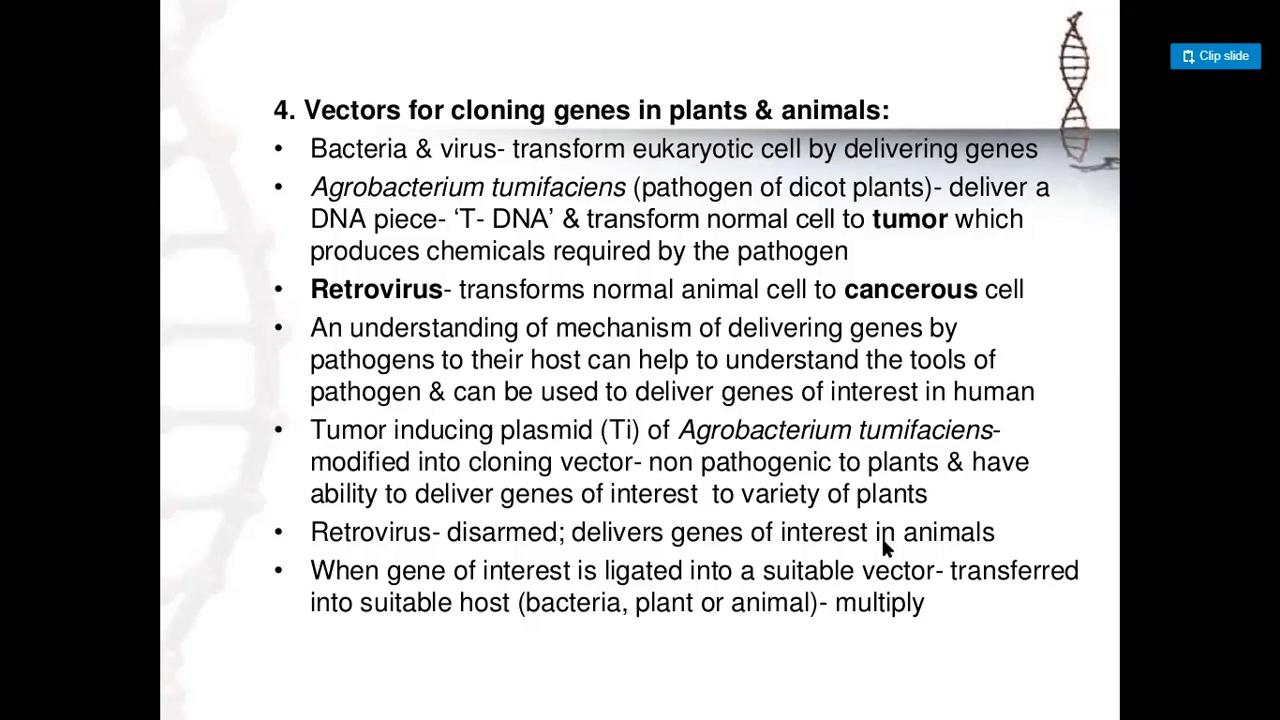 Clip slide
4. Vectors for cloning genes in plants & animals:
• Bacteria & virus- transform eukaryotic cell by delivering genes
• Agrobacterium tumifaciens (pathogen of dicot plants)- deliver a
DNA piece- ‘T- DNA’ & transform normal cell to tumor which
produces chemicals required by the pathogen
• Retrovirus- transforms normal animal cell to cancerous cell
• An understanding of mechanism of delivering genes by
pathogens to their host can help to understand the tools of
pathogen & can be used to deliver genes of interest in human
• Tumor inducing plasmid (Ti) of Agrobacterium tumifaciens-
modified into cloning vector- non pathogenic to plants & have
ability to deliver genes of interest to variety of plants
• Retrovirus- disarmed; delivers genes of interest in animals
• When gene of interest is ligated into a suitable vector- transferred
into suitable host (bacteria, plant or animal)- multiply